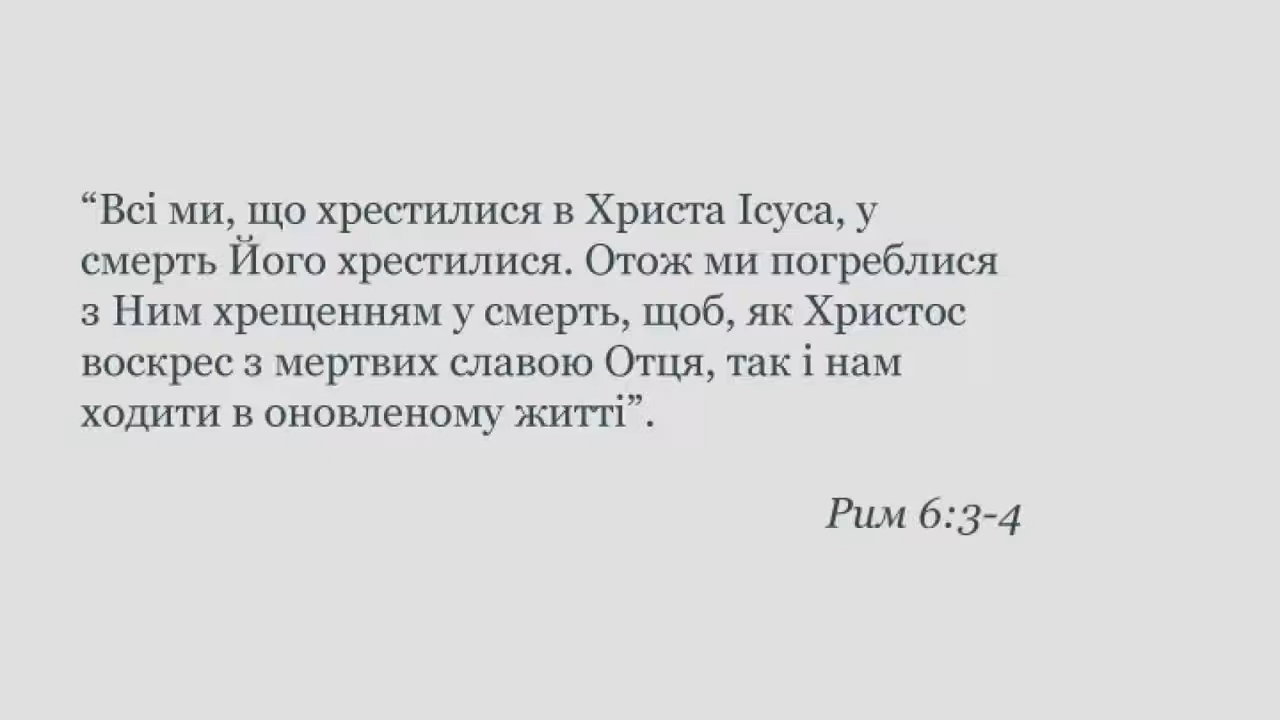 “Всі ми, що хрестилися в Христа Ісуса, у
смерть Його хрестилися. Отож ми погреблися
з Ним хрещенням у смерть, щоб, як Христос
воскрес з мертвих славою Отця, так і нам
ходити в оновленому житті”.
Рим 6:3-4